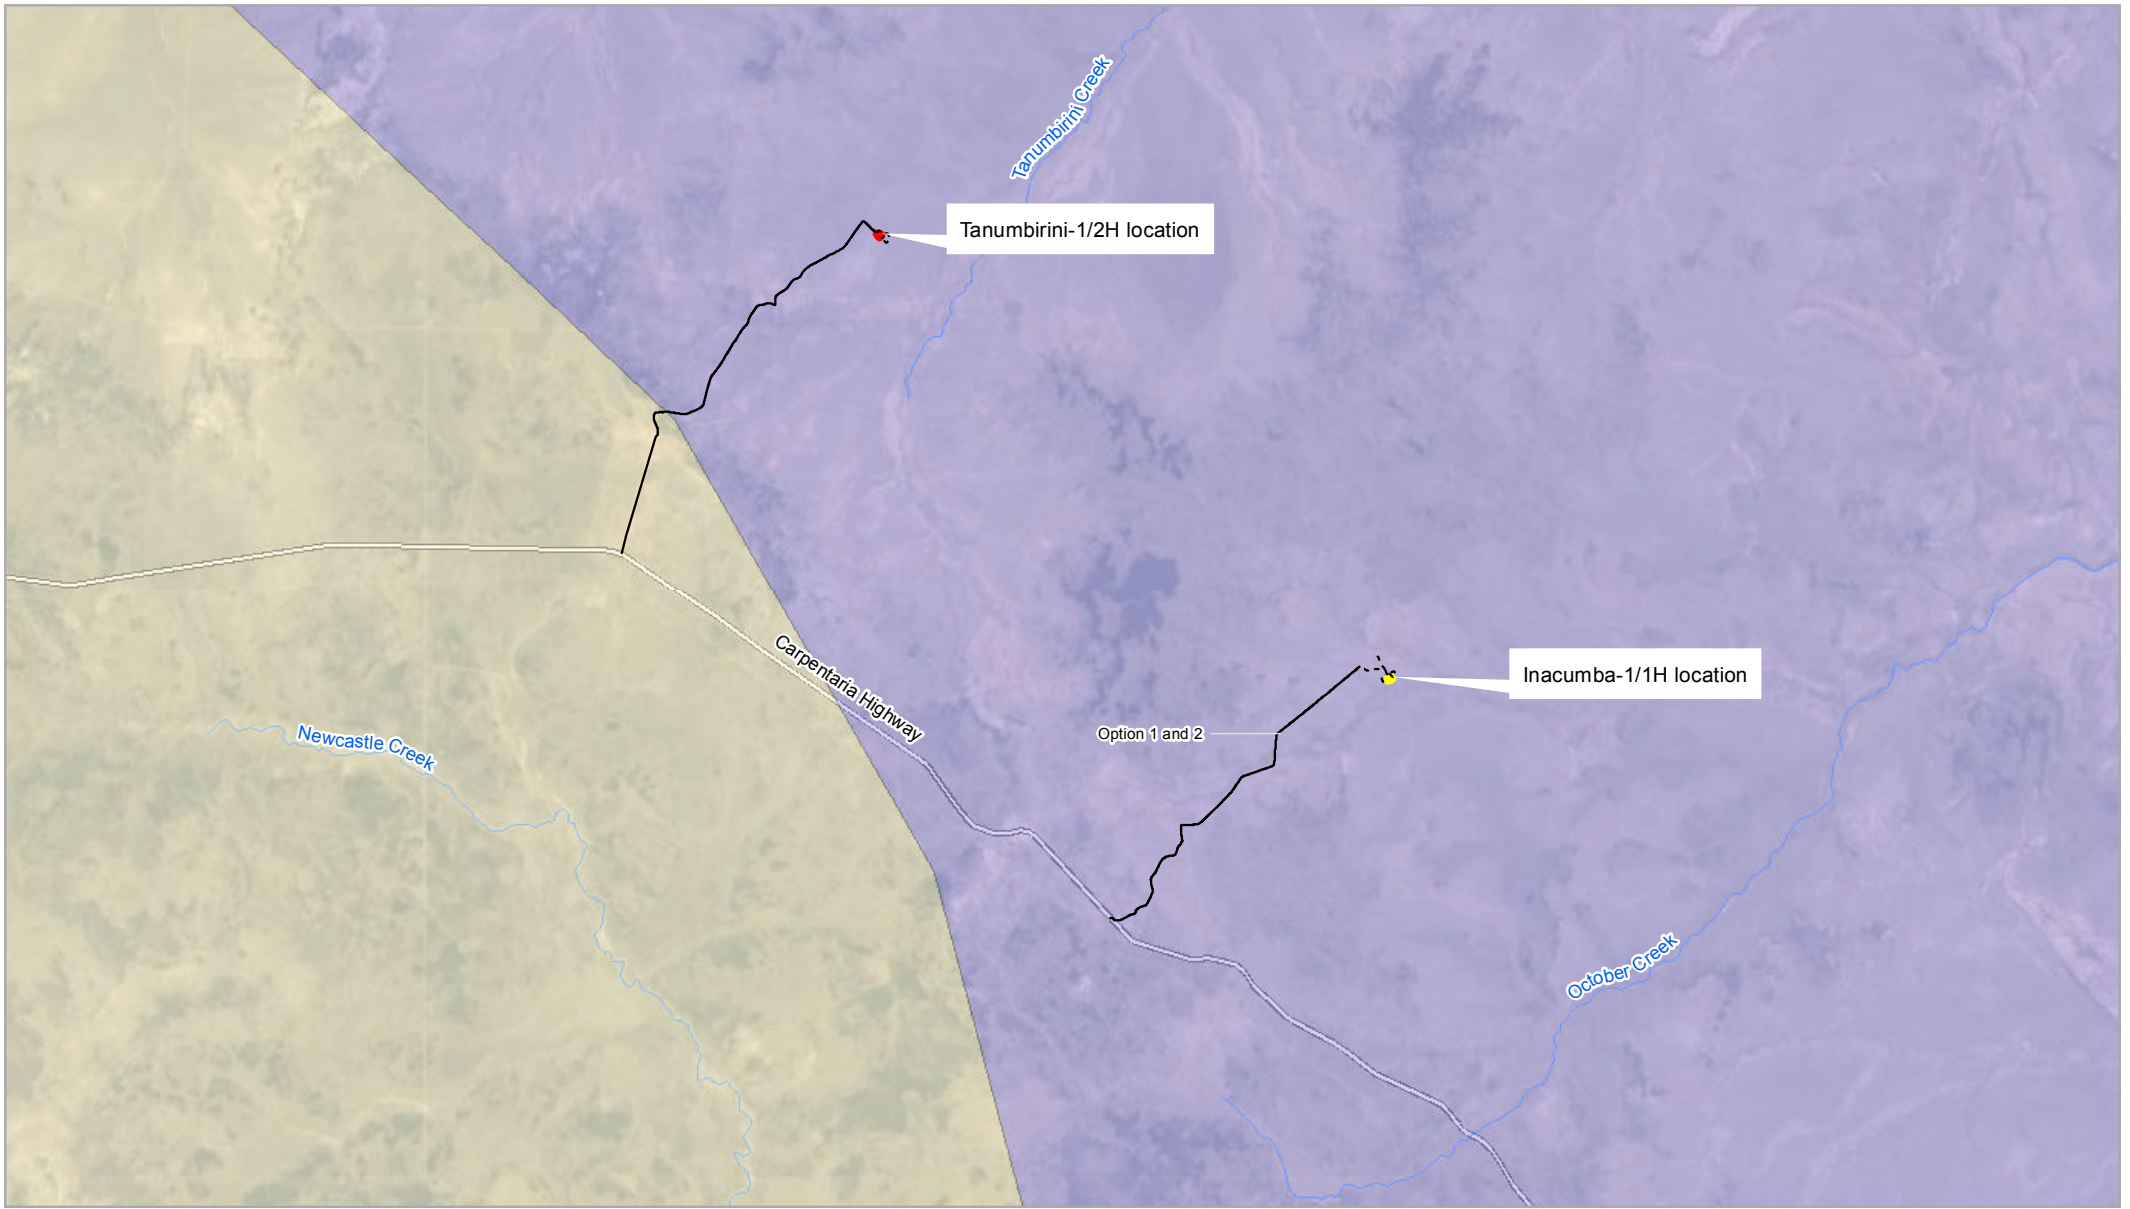 Tanumbirini Creek
Tanumbirini-1/2H location
Carpentaria Highway
Inacumba-1/1H location
Option 1 and 2
Newcastle Creek
October Creek